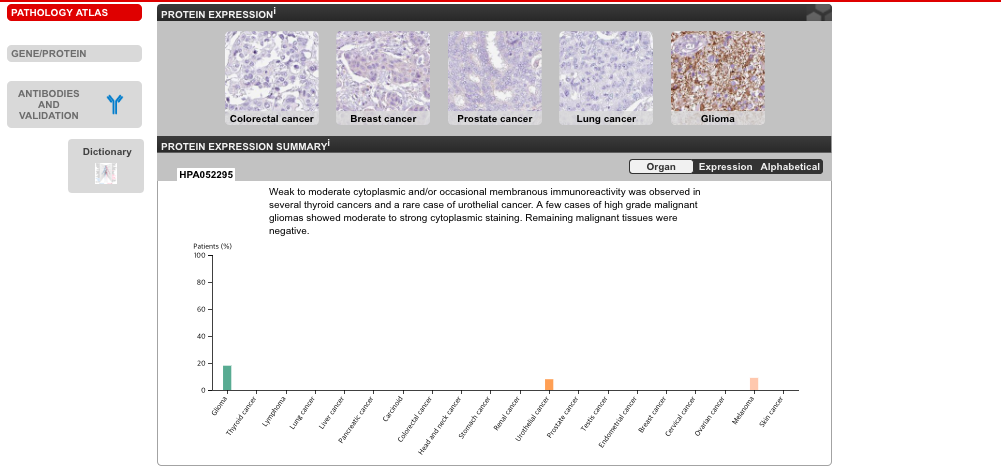 PATHOLOGY ATLAS
GENE/PROTEIN
ANTIBODIES
AND
VALIDATION
Dictionary
PROTEIN EXPRESSIONi
Colorectal cancer Breast cancer Prostate cancer Lung cancer Glioma
PROTEIN EXPRESSION SUMMARYi
Organ Expression Alphabetical
HPA052295
Weak to moderate cytoplasmic and/or occasional membranous immunoreactivity was observed in
several thyroid cancers and a rare case of urothelial cancer. A few cases of high grade malignant
gliomas showed moderate to strong cytoplasmic staining. Remaining malignant tissues were
negative.
Patients (%)
100
80
60
40
20
0
Glioma
Thyroid cancer
Lymphoma
Lung cancer
Liver cancer
Pancreatic cancer
Carcinoid
Colorectal cancer
Head and neck cancer
Stomach cancer
Renal cancer
Urothelial cancer
Prostate cancer
Testis cancer
Endometrial cancer
Breast cancer
Cervical cancer
Ovarian cancer
Melanoma
Skin cancer